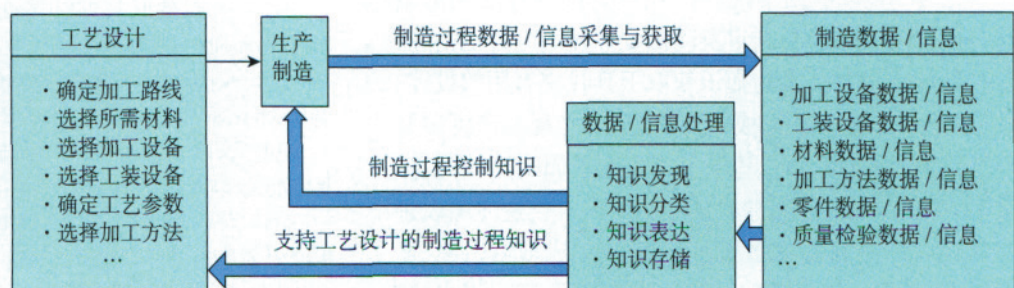 工艺设计
· 确定加工路线
· 选择所需材料
· 选择加工设备
· 选择工装设备
· 确定工艺参数
· 选择加工方法
…
生产
制造
制造过程数据 / 信息采集与获取
制造过程控制知识
支持工艺设计的制造过程知识
数据 / 信息处理
· 知识发现
· 知识分类
· 知识表达
· 知识存储
制造数据 / 信息
· 加工设备数据 / 信息
· 工装设备数据 / 信息
· 材料数据 / 信息
· 加工方法数据 / 信息
· 零件数据 / 信息
· 质量检验数据 / 信息
…